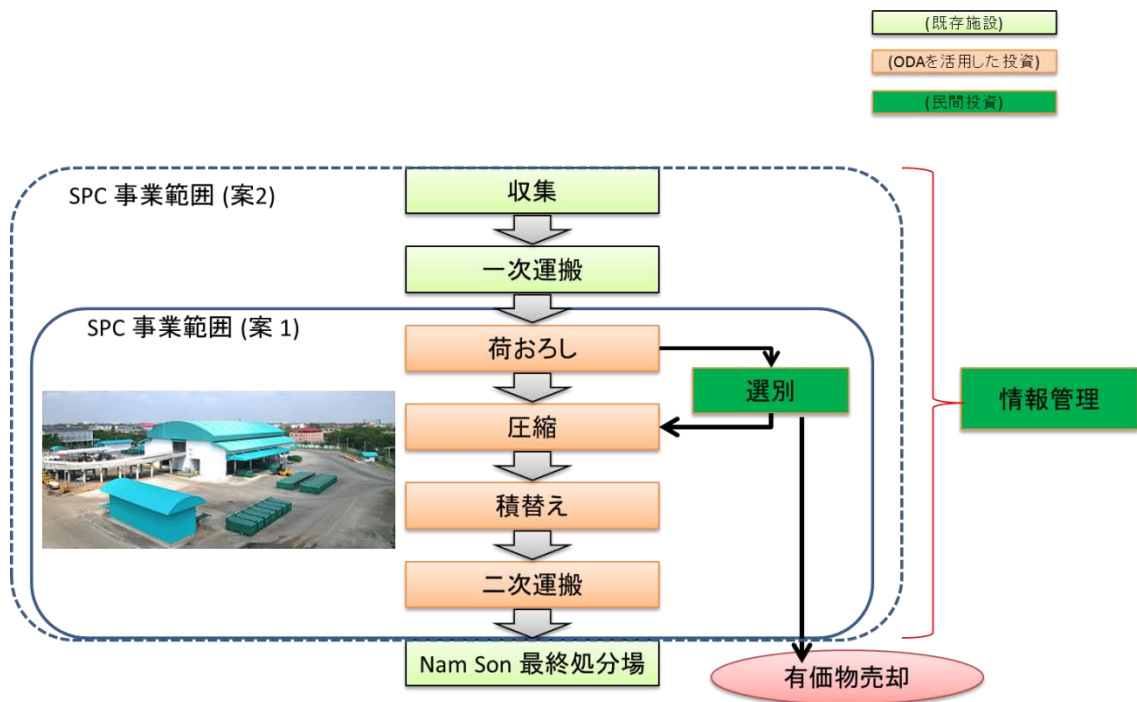 (既存施設)
(ODAを活用した投資)
(民間投資)
SPC 事業範囲 (案2)
収集
一次運搬
SPC 事業範囲 (案 1)
荷おろし
選別
情報管理
圧縮
積替え
二次運搬
Nam Son 最終処分場
有価物売却